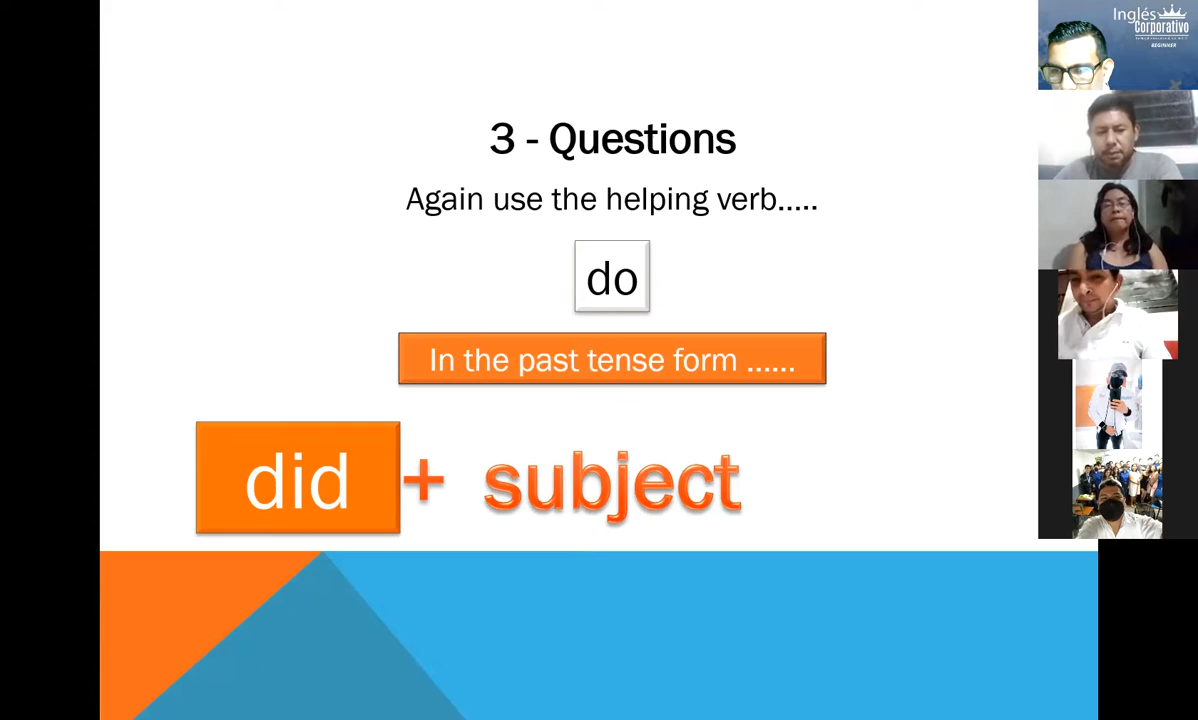 3 - Questions
Again use the helping verb.....
do
In the past tense form ......
did + subject
Inglés
Corporativo
BEGINNER